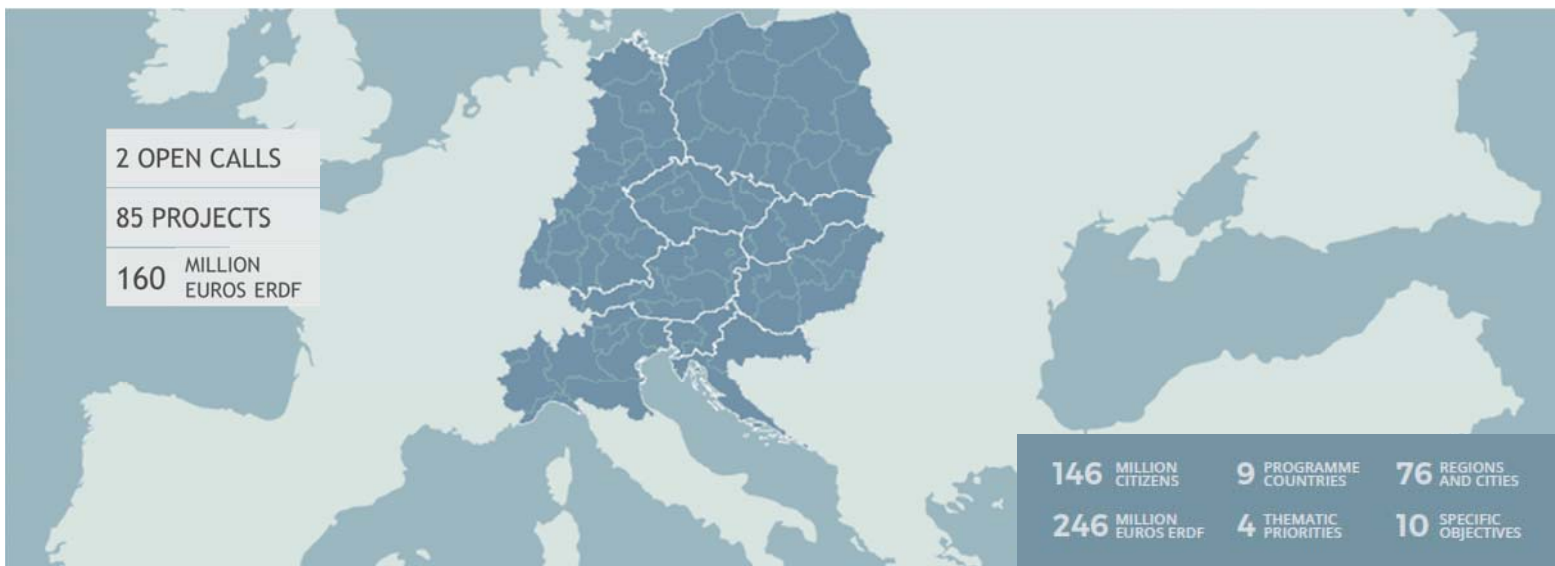 2 OPEN CALLS
85 PROJECTS
160 MILLION
EUROS ERDF
146 MILLION
CITIZENS
9 PROGRAMME
COUNTRIES
76 REGIONS
AND CITIES
246 MILLION
EUROS ERDF
4 THEMATIC
PRIORITIES
10 SPECIFIC
OBJECTIVES